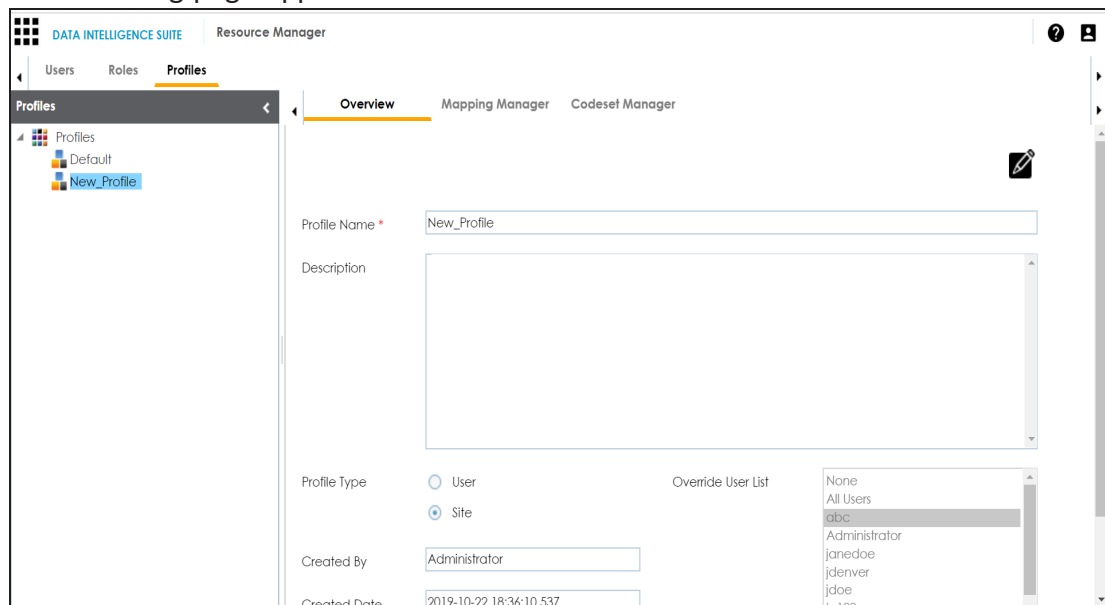 DATA INTELLIGENCE SUITE Resource Manager
Users Roles Profiles
Profiles
Overview Mapping Manager Codeset Manager
Profiles
Default
New_Profile
Profile Name * New_Profile
Description
Profile Type User Override User List None
All Users
Site abc
Administrator
Created By Administrator janedoe
jdenver
jdoe
Created Date 2019-10-22 18:36:10.537